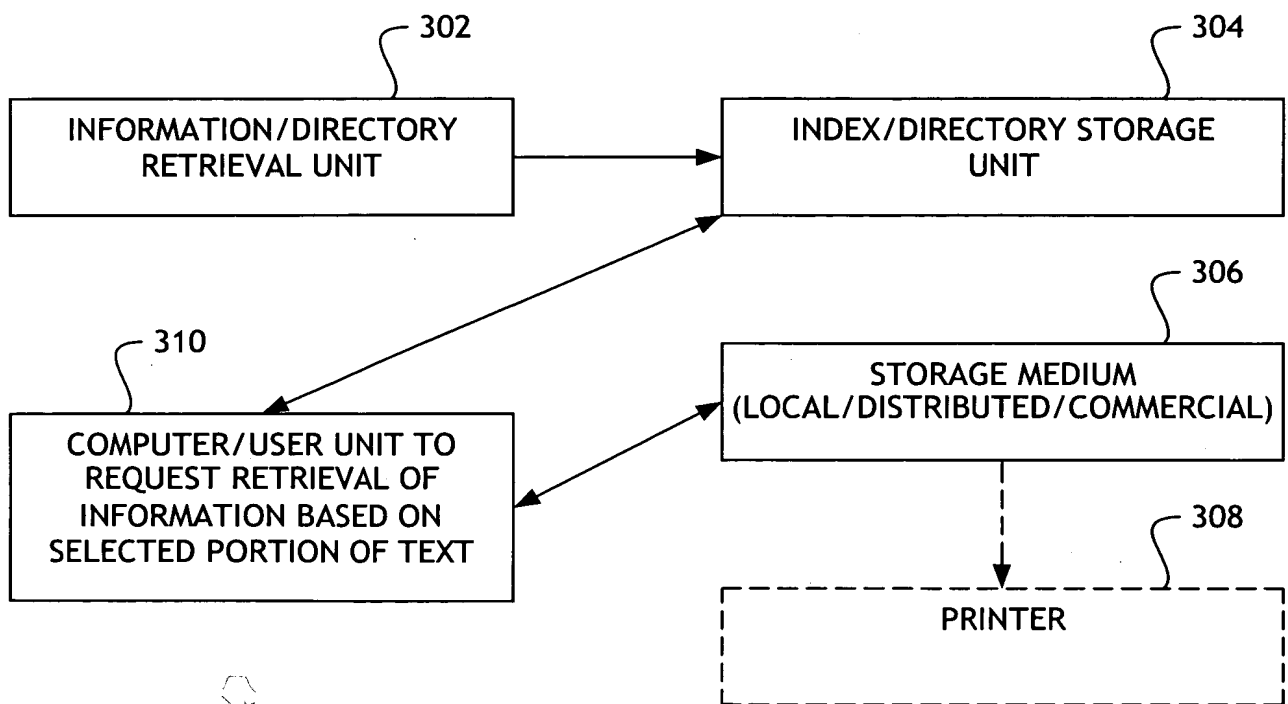 302
304
INFORMATION/DIRECTORY
RETRIEVAL UNIT
INDEX/DIRECTORY STORAGE
UNIT
306
310
STORAGE MEDIUM
(LOCAL/DISTRIBUTED/COMMERCIAL)
COMPUTER/USER UNIT TO
REQUEST RETRIEVAL OF
INFORMATION BASED ON
SELECTED PORTION OF TEXT
308
PRINTER